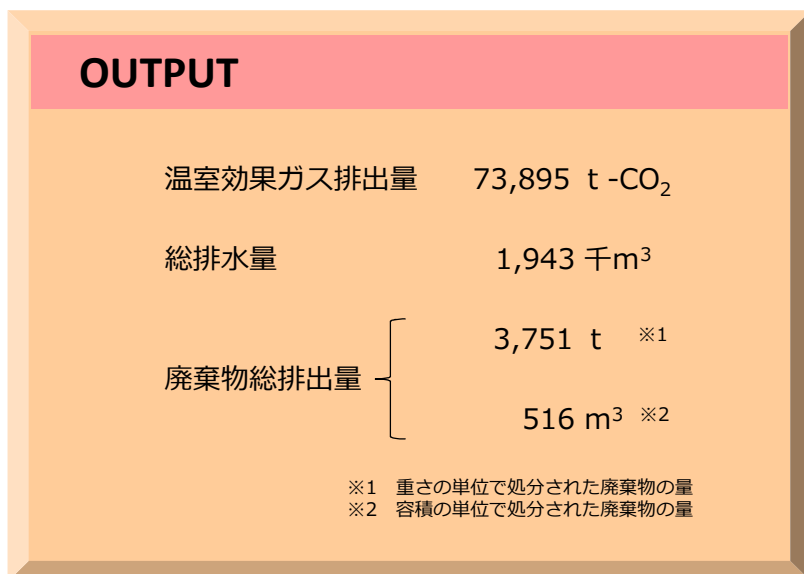 OUTPUT
温室効果ガス排出量 73,895 t -CO₂
総排水量 1,943 千m³
3,751 t ※1
廃棄物総排出量
516 m³ ※2
※1 重さの単位で処分された廃棄物の量
※2 容積の単位で処分された廃棄物の量